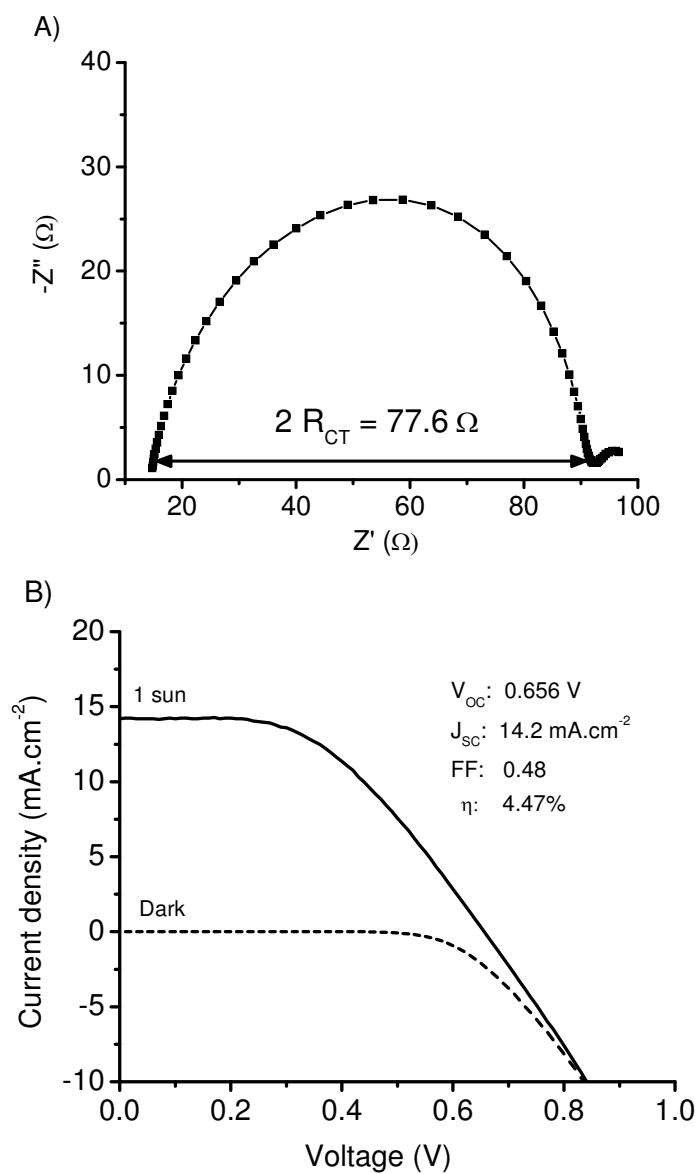 A)
40
30
20
10
0
-Z" (Ω)
2 R_CT = 77.6 Ω
20 40 60 80 100
Z' (Ω)
B)
20
15
10
5
0
-5
-10
Current density (mA.cm⁻²)
1 sun
Dark
V_OC: 0.656 V
J_SC: 14.2 mA.cm⁻²
FF: 0.48
η: 4.47%
0.0 0.2 0.4 0.6 0.8 1.0
Voltage (V)